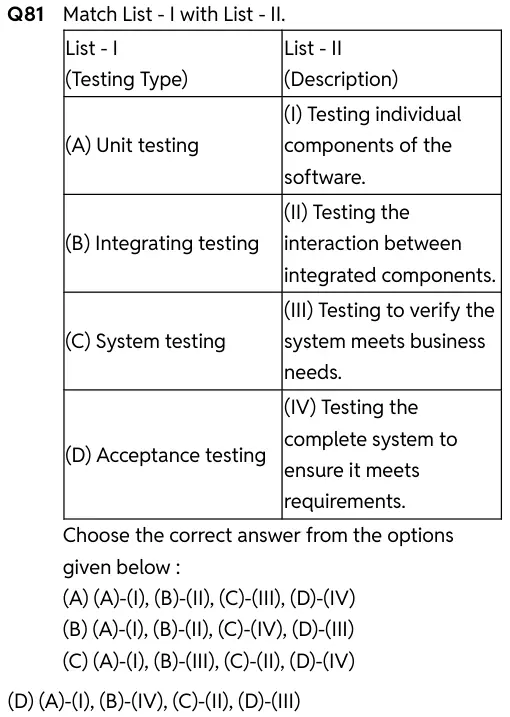 Q81 Match List - I with List - II.
List - I
(Testing Type)
List - II
(Description)
(A) Unit testing
(I) Testing individual
components of the
software.
(B) Integrating testing
(II) Testing the
interaction between
integrated components.
(C) System testing
(III) Testing to verify the
system meets business
needs.
(D) Acceptance testing
(IV) Testing the
complete system to
ensure it meets
requirements.
Choose the correct answer from the options
given below :
(A) (A)-(I), (B)-(II), (C)-(III), (D)-(IV)
(B) (A)-(I), (B)-(II), (C)-(IV), (D)-(III)
(C) (A)-(I), (B)-(III), (C)-(II), (D)-(IV)
(D) (A)-(I), (B)-(IV), (C)-(II), (D)-(III)